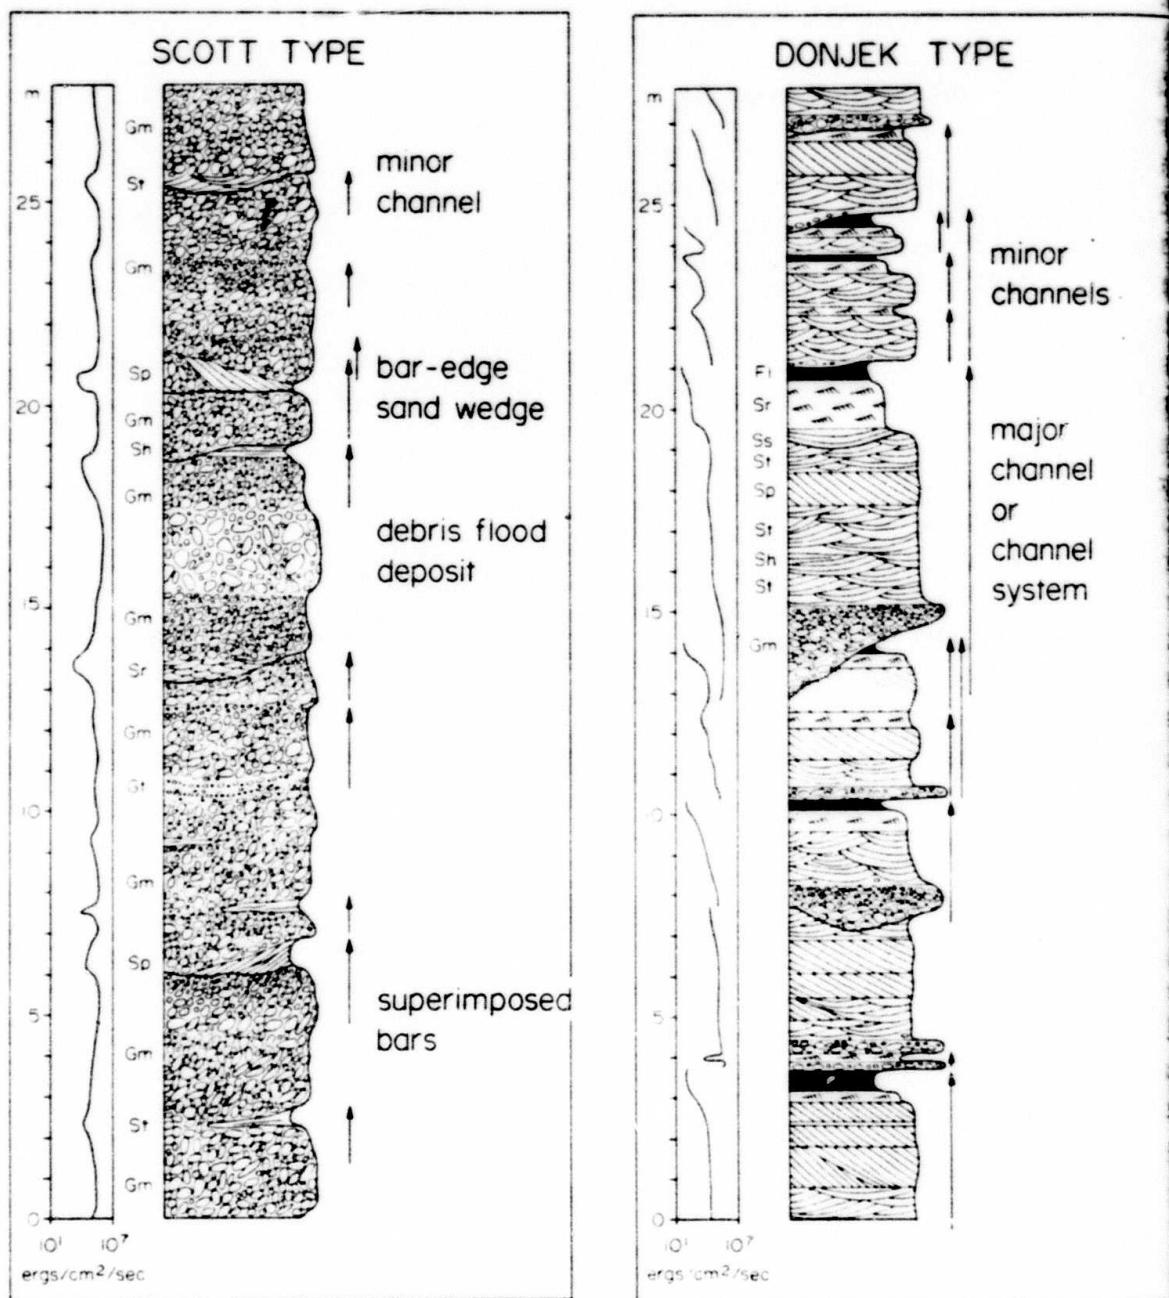 SCOTT TYPE
m
Gm
St
25
Gm
Sp
20
Gm
Sh
Gm
15
Gm
Sr
Gm
Gt
10
Gm
Sp
5
Gm
St
Gm
0
10¹ 10⁷
ergs/cm²/sec
minor
channel
bar-edge
sand wedge
debris flood
deposit
superimposed
bars
DONJEK TYPE
m
25
Fl
20
Sr
Ss
St
Sp
St
Sh
St
15
Gm
10
5
0
10¹ 10⁷
ergs/cm²/sec
minor
channels
major
channel
or
channel
system